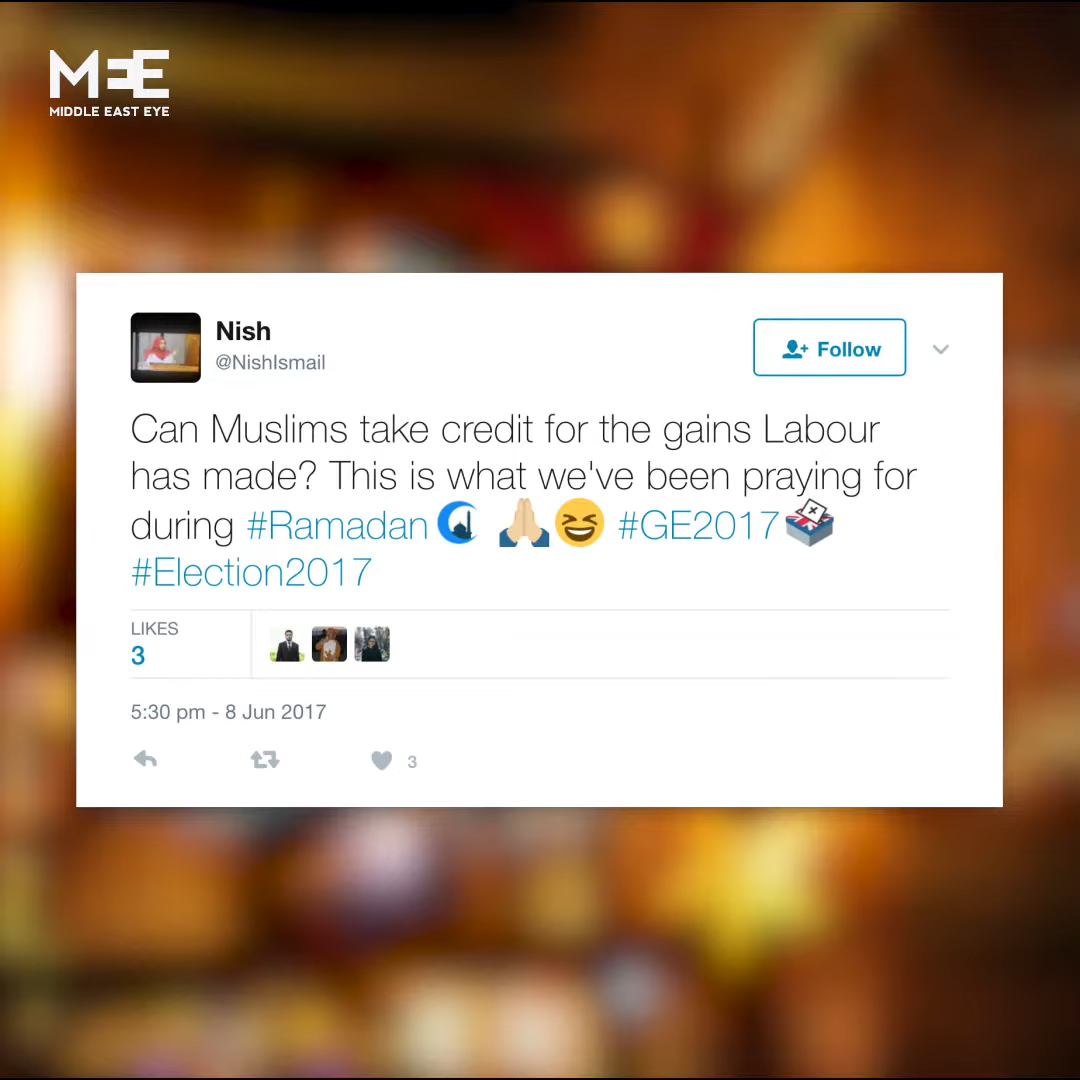 MEE
MIDDLE EAST EYE
Nish
@NishIsmail
Follow
Can Muslims take credit for the gains Labour
has made? This is what we've been praying for
during #Ramadan 🙏🏼😆 #GE2017
#Election2017
LIKES
3
5:30 pm - 8 Jun 2017
3